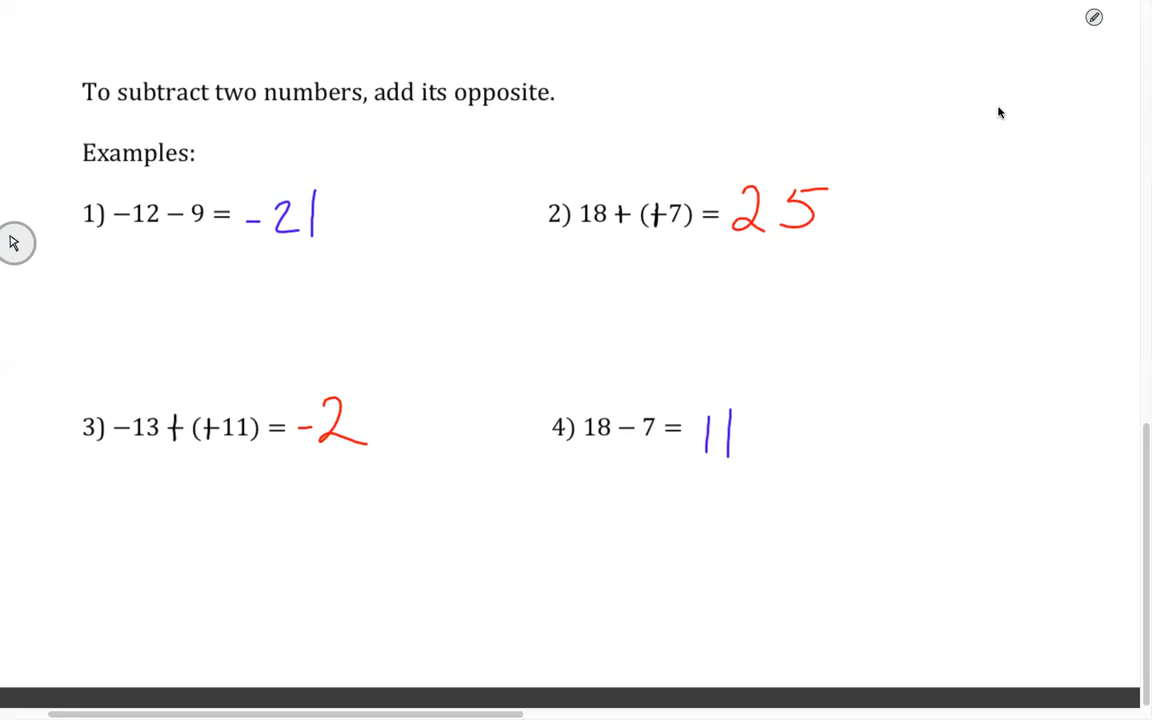 To subtract two numbers, add its opposite.
Examples:
1) −12 − 9 = -21
2) 18 + (+7) = 25
3) −13 + (+11) = -2
4) 18 − 7 = 11